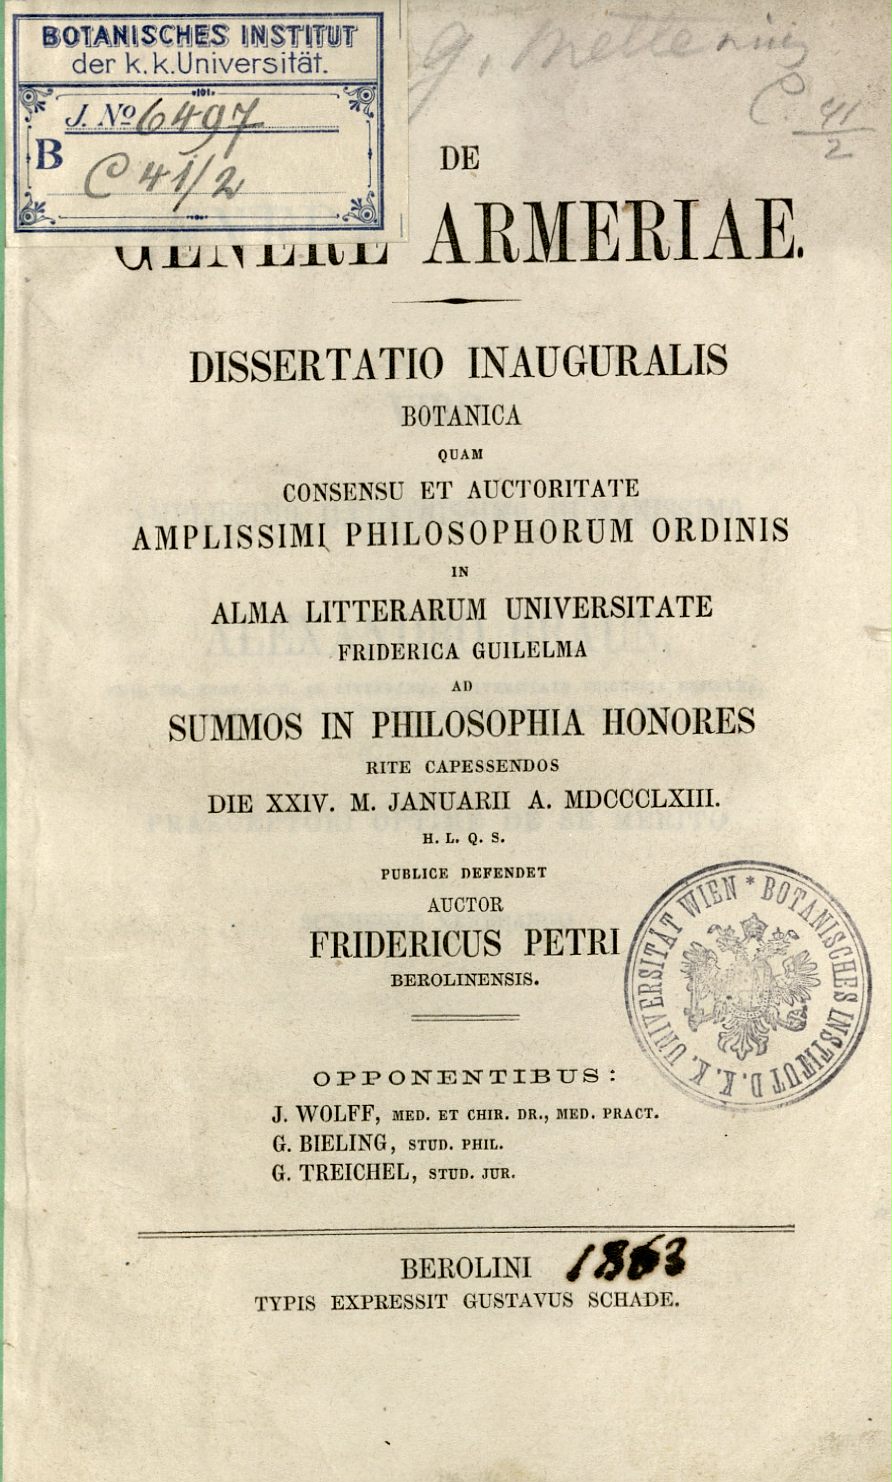 BOTANISCHES INSTITUT
der k. k. Universität.
J. No 6497
B
C 41/2
C. 41/2
DE
GENERE ARMERIAE.
DISSERTATIO INAUGURALIS
BOTANICA
QUAM
CONSENSU ET AUCTORITATE
AMPLISSIMI PHILOSOPHORUM ORDINIS
IN
ALMA LITTERARUM UNIVERSITATE
FRIDERICA GUILELMA
AD
SUMMOS IN PHILOSOPHIA HONORES
RITE CAPESSENDOS
DIE XXIV. M. JANUARII A. MDCCCLXIII.
H. L. Q. S.
PUBLICE DEFENDET
AUCTOR
FRIDERICUS PETRI
BEROLINENSIS.
BOTANISCHES INSTITUT D. K. K. UNIVERSITÄT WIEN *
OPPONENTIBUS:
J. WOLFF, MED. ET CHIR. DR., MED. PRACT.
G. BIELING, STUD. PHIL.
G. TREICHEL, STUD. JUR.
BEROLINI 1863
TYPIS EXPRESSIT GUSTAVUS SCHADE.